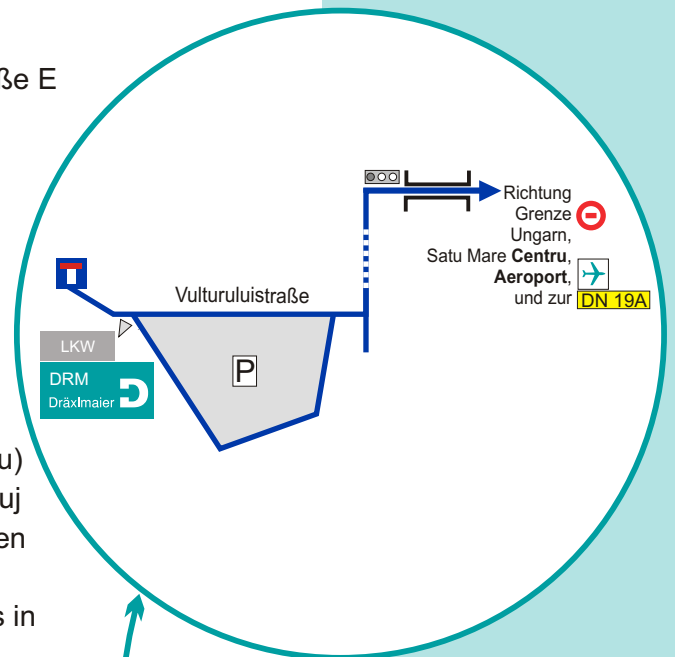 ße E
Richtung
Grenze
Ungarn,
Satu Mare Centru,
Aeroport,
und zur DN 19A
Vulturuluistraße
LKW
P
DRM
Dräxlmaier
u)
uj
en
s in